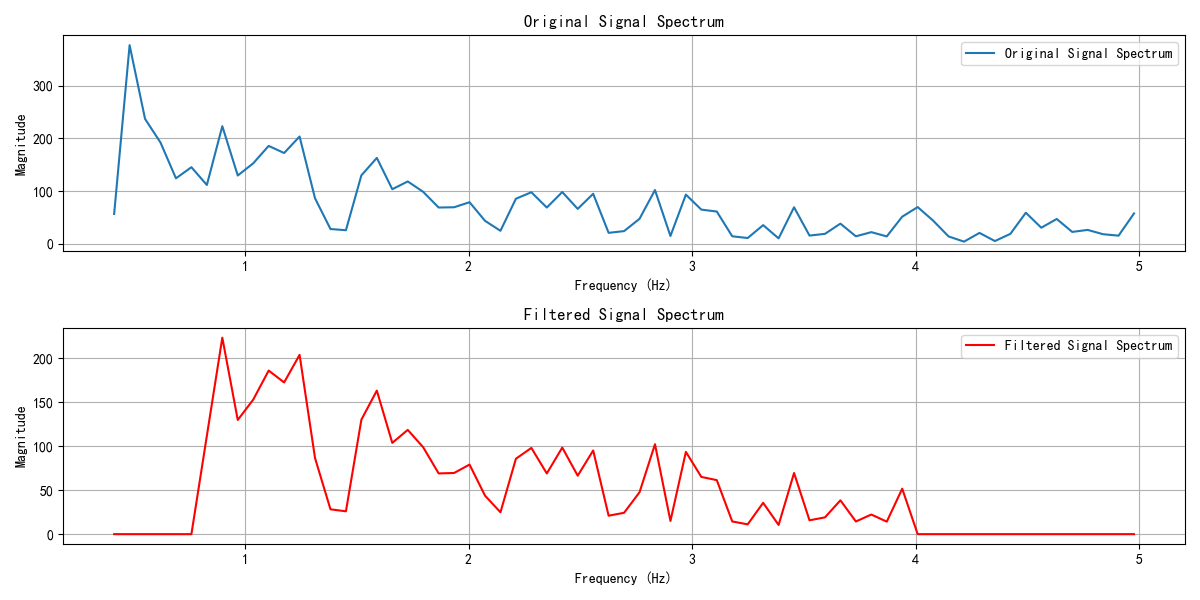 Original Signal Spectrum
Original Signal Spectrum
Magnitude
300
200
100
0
1 2 3 4 5
Frequency (Hz)
Filtered Signal Spectrum
Filtered Signal Spectrum
Magnitude
200
150
100
50
0
1 2 3 4 5
Frequency (Hz)